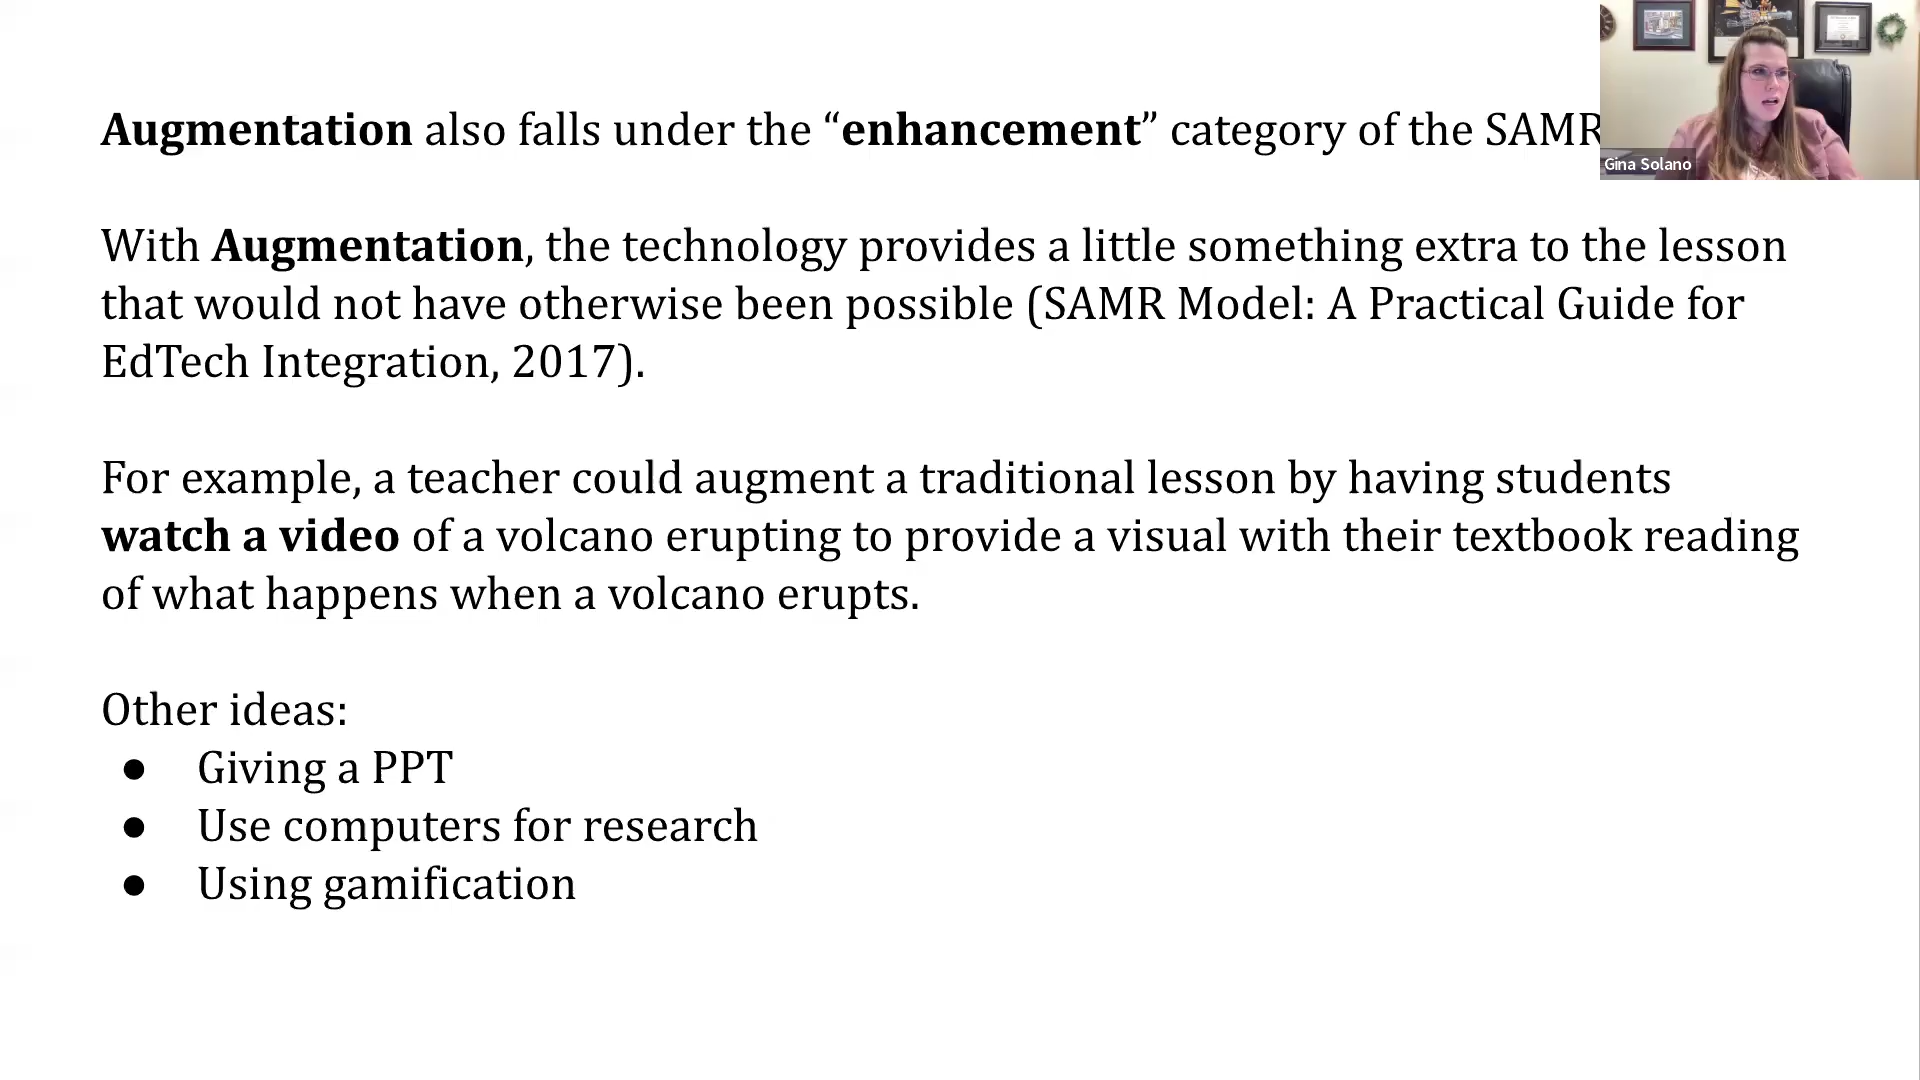 Augmentation also falls under the “enhancement” category of the SAMR
Gina Solano
With Augmentation, the technology provides a little something extra to the lesson
that would not have otherwise been possible (SAMR Model: A Practical Guide for
EdTech Integration, 2017).
For example, a teacher could augment a traditional lesson by having students
watch a video of a volcano erupting to provide a visual with their textbook reading
of what happens when a volcano erupts.
Other ideas:
● Giving a PPT
● Use computers for research
● Using gamification